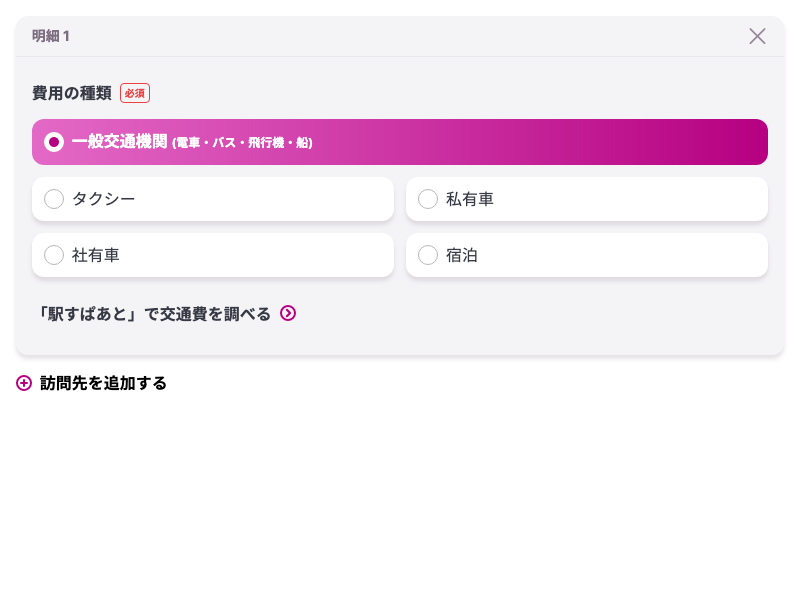 明細 1
費用の種類 必須
一般交通機関 (電車・バス・飛行機・船)
タクシー
私有車
社有車
宿泊
「駅すぱあと」で交通費を調べる
訪問先を追加する